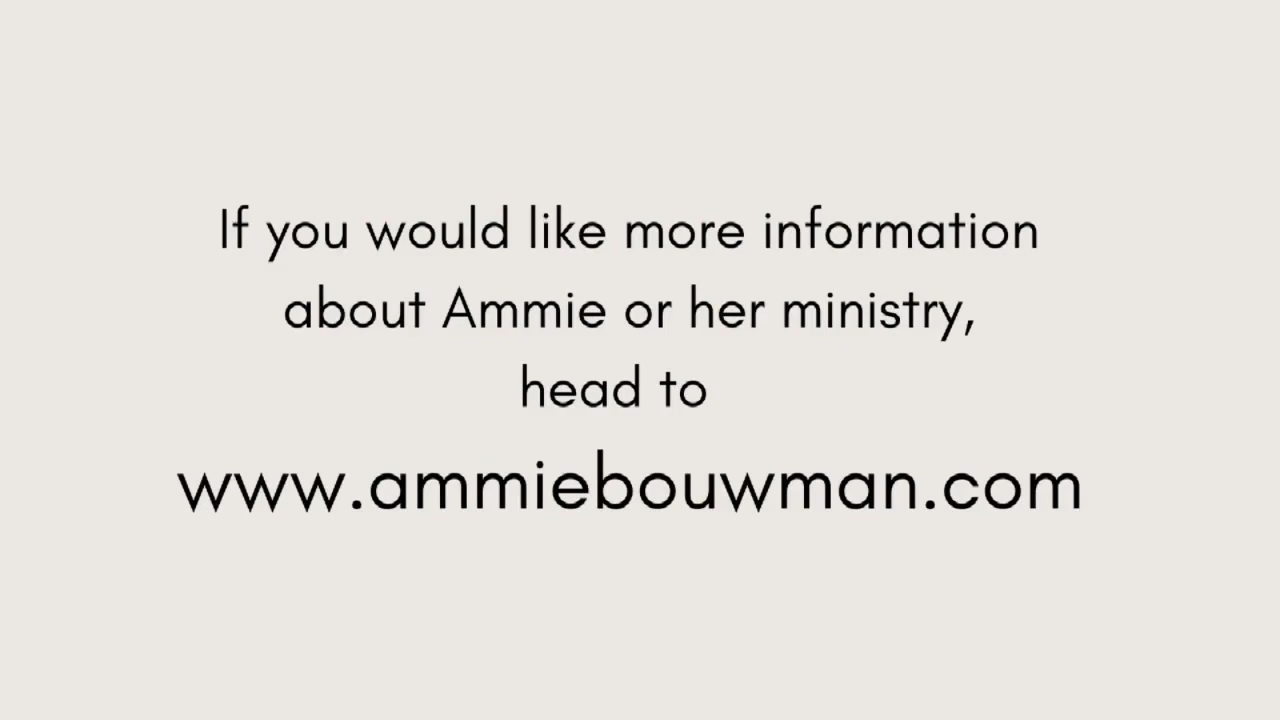 If you would like more information
about Ammie or her ministry,
head to
www.ammiebouwman.com